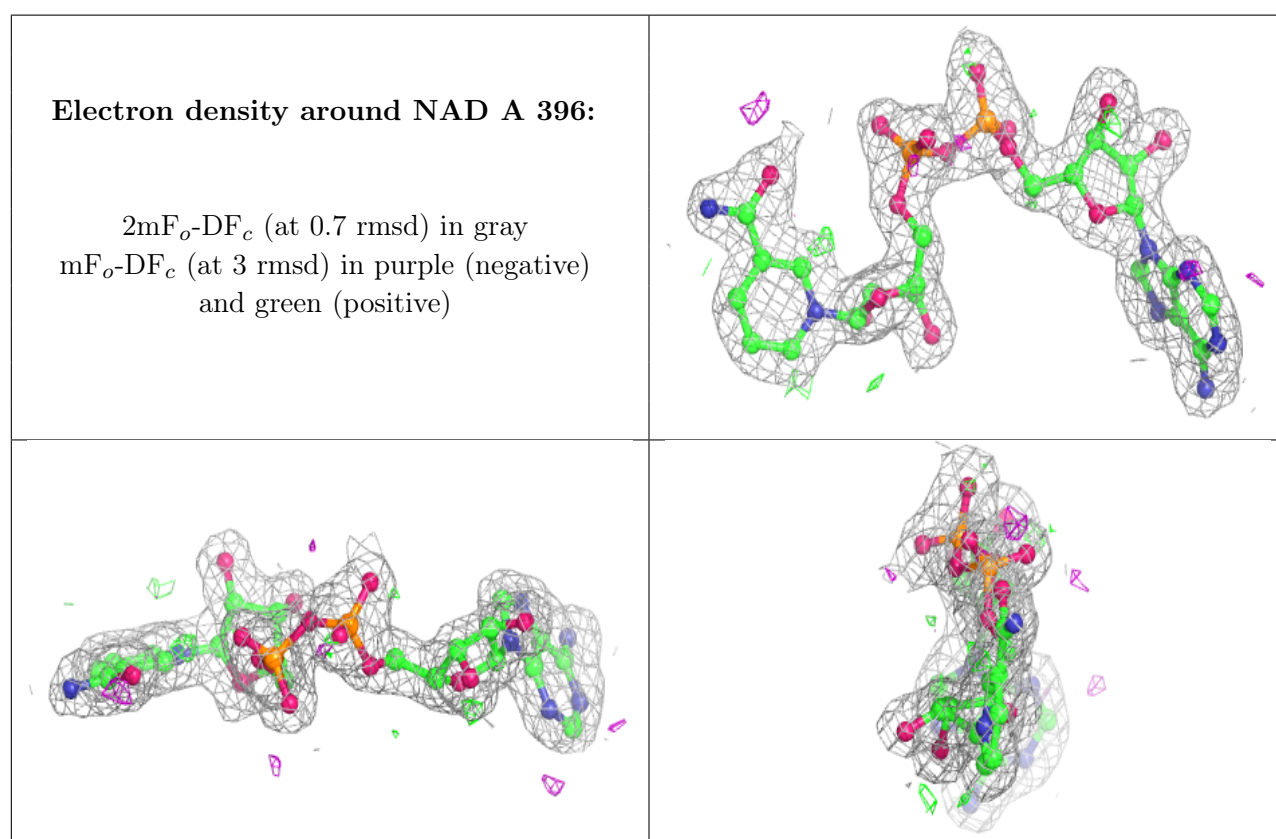 Electron density around NAD A 396:
2mFo-DFc (at 0.7 rmsd) in gray
mFo-DFc (at 3 rmsd) in purple (negative)
and green (positive)